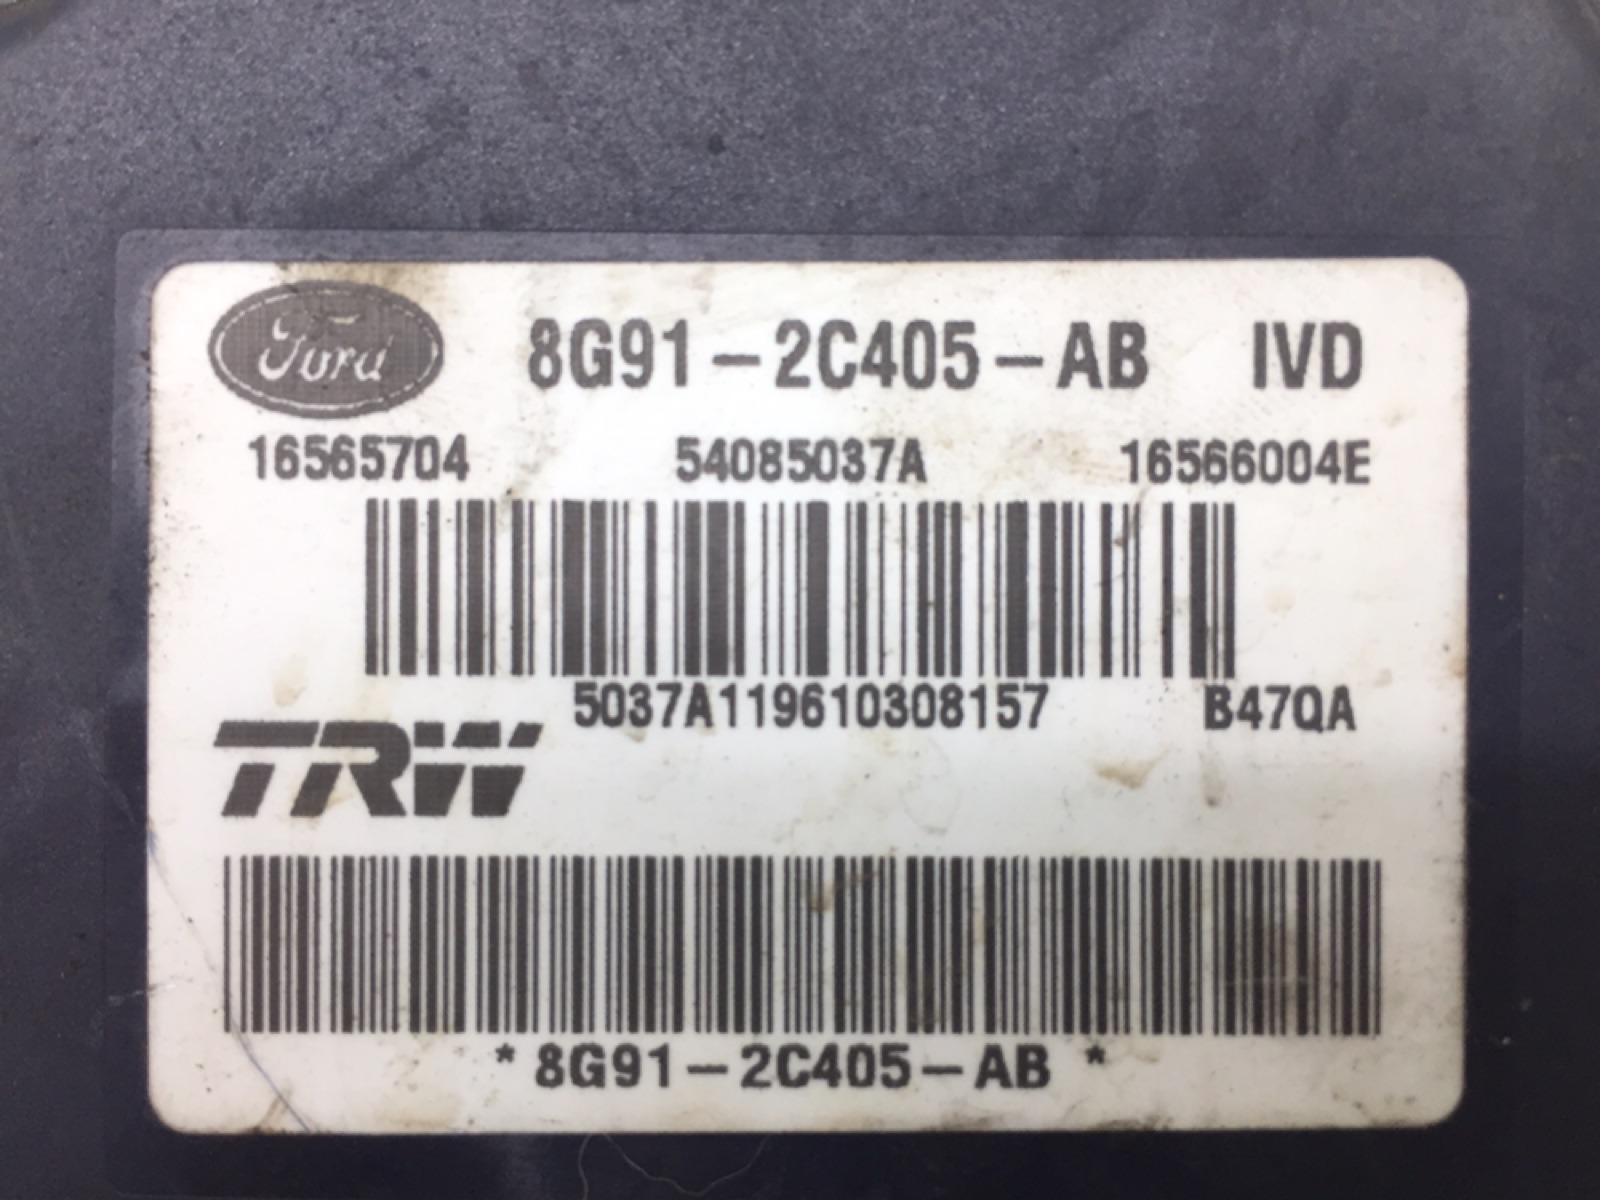 Ford 8G91-2C405-AB IVD
16565704 54085037A 16566004E
5037A119610308157 B47QA
TRW
*8G91-2C405-AB*